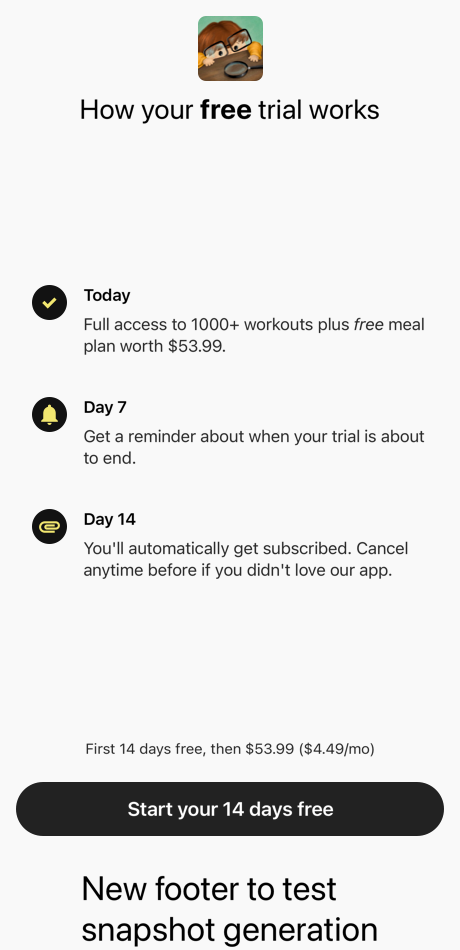 How your free trial works
Today
Full access to 1000+ workouts plus free meal
plan worth $53.99.
Day 7
Get a reminder about when your trial is about
to end.
Day 14
You'll automatically get subscribed. Cancel
anytime before if you didn't love our app.
First 14 days free, then $53.99 ($4.49/mo)
Start your 14 days free
New footer to test
snapshot generation